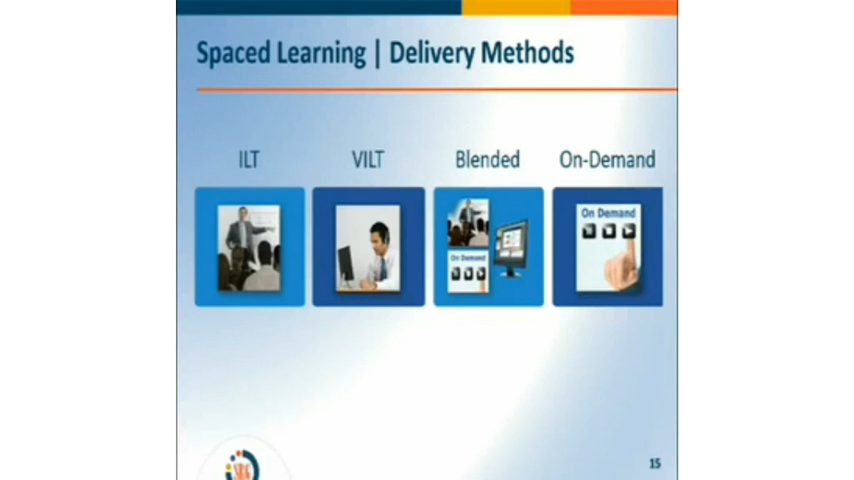 Spaced Learning | Delivery Methods
ILT
VILT
Blended
On-Demand
On Demand
On Demand
15